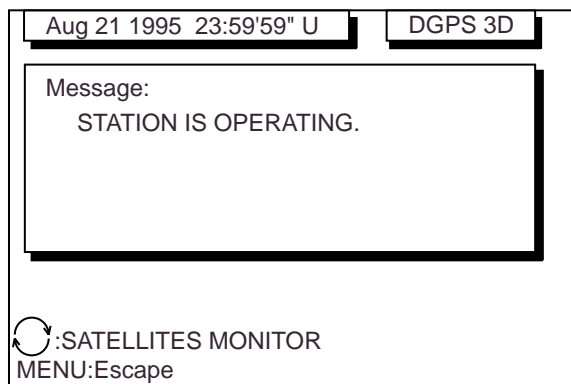 Aug 21 1995 23:59'59" U DGPS 3D
Message:
STATION IS OPERATING.
:SATELLITES MONITOR
MENU:Escape